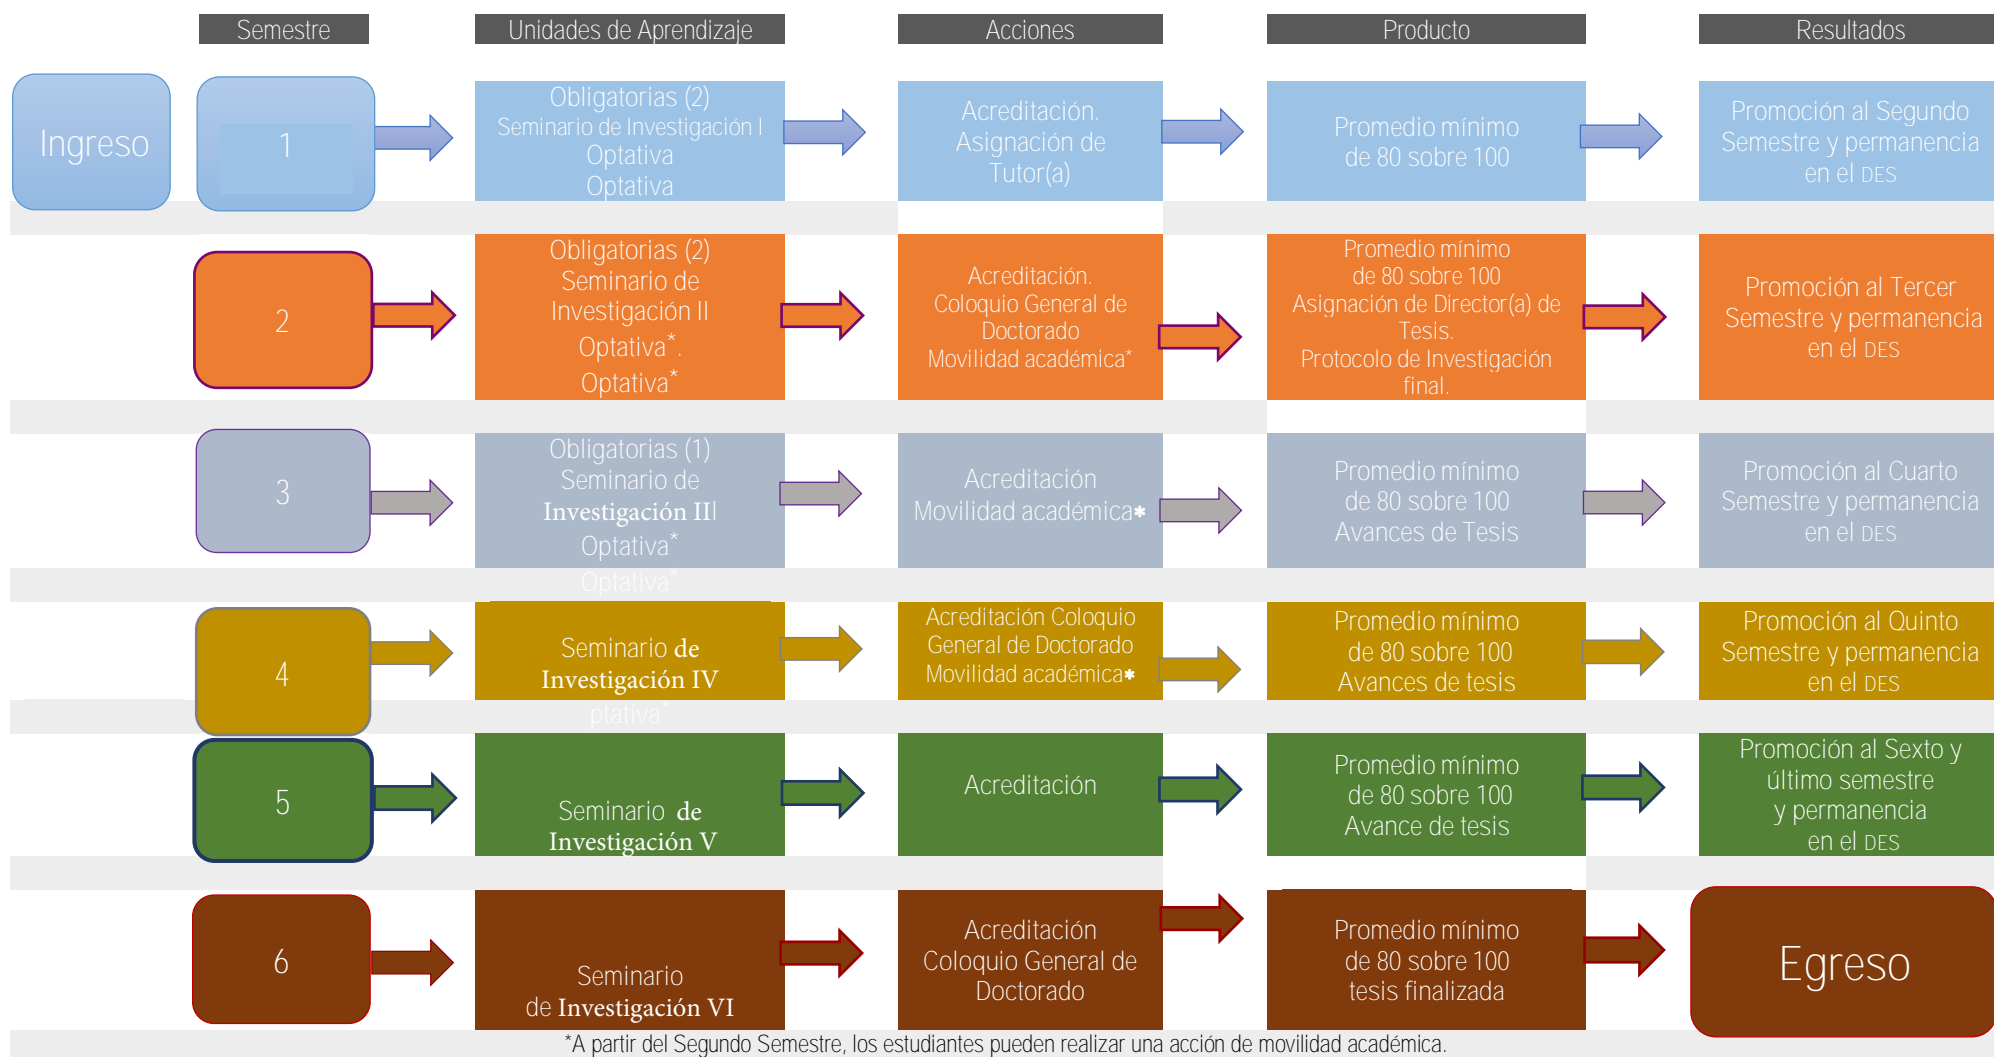 Semestre
Unidades de Aprendizaje
Acciones
Producto
Resultados
Ingreso
1
Obligatorias (2)
Seminario de Investigación I
Optativa
Optativa
Acreditación.
Asignación de
Tutor(a)
Promedio mínimo
de 80 sobre 100
Promoción al Segundo
Semestre y permanencia
en el DES
2
Obligatorias (2)
Seminario de
Investigación II
Optativa*.
Optativa*
Acreditación.
Coloquio General de
Doctorado
Movilidad académica*
Promedio mínimo
de 80 sobre 100
Asignación de Director(a) de
Tesis.
Protocolo de Investigación
final.
Promoción al Tercer
Semestre y permanencia
en el DES
3
Obligatorias (1)
Seminario de
Investigación III
Optativa*
Optativa*
Acreditación
Movilidad académica*
Promedio mínimo
de 80 sobre 100
Avances de Tesis
Promoción al Cuarto
Semestre y permanencia
en el DES
4
Seminario de
Investigación IV
ptativa*
Acreditación Coloquio
General de Doctorado
Movilidad académica*
Promedio mínimo
de 80 sobre 100
Avances de tesis
Promoción al Quinto
Semestre y permanencia
en el DES
5
Seminario de
Investigación V
Acreditación
Promedio mínimo
de 80 sobre 100
Avance de tesis
Promoción al Sexto y
último semestre
y permanencia
en el DES
6
Seminario
de Investigación VI
Acreditación
Coloquio General de
Doctorado
Promedio mínimo
de 80 sobre 100
tesis finalizada
Egreso
*A partir del Segundo Semestre, los estudiantes pueden realizar una acción de movilidad académica.